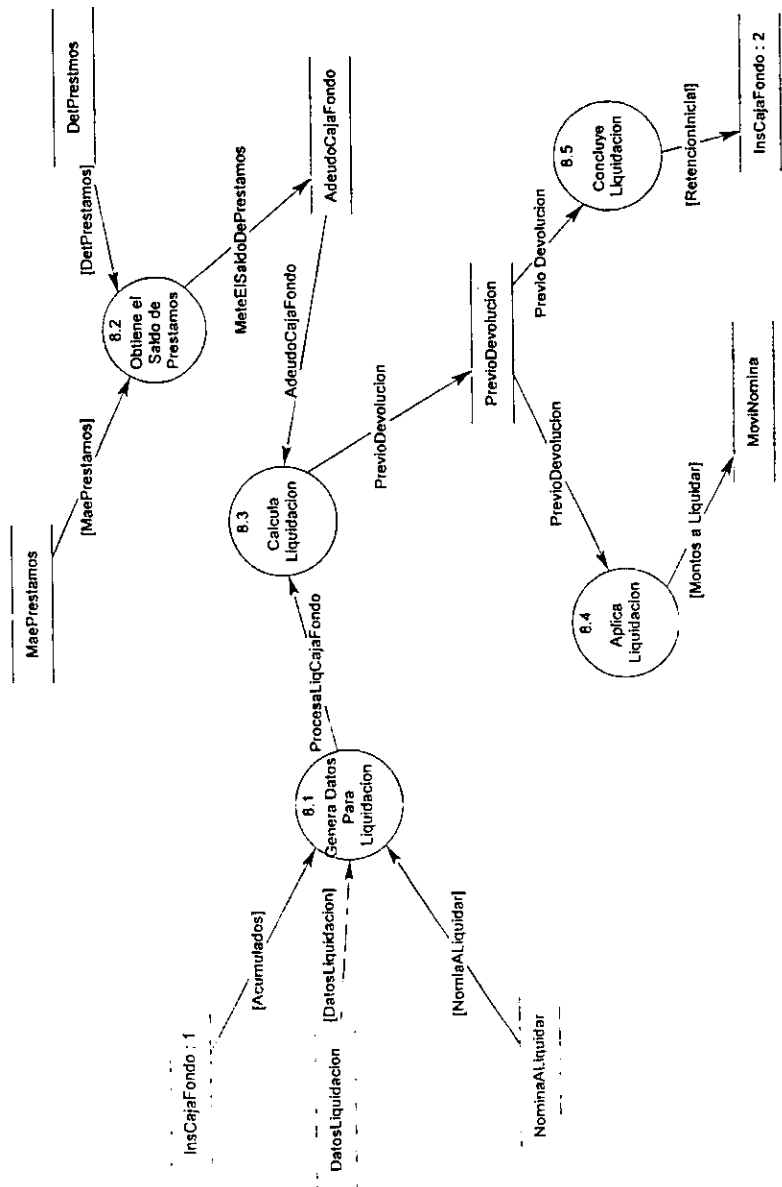 MaePrestamos
DetPrestmos
[MaePrestamos]
[DetPrestamos]
8.2
Obtiene el
Saldo de
Prestamos
MeteElSaldoDePrestamos
AdeudoCajaFondo
AdeudoCajaFondo
InsCajaFondo : 1
[Acumulados]
DatosLiquidacion
[DatosLiquidacion]
NominaALiquidar
[NomlaALiquidar]
8.1
Genera Datos
Para
Liquidacion
ProcesaLiqCajaFondo
8.3
Calcula
Liquidacion
PrevioDevolucion
PrevioDevolucion
PrevioDevolucion
Previo Devolucion
8.4
Aplica
Liquidacion
[Montos a Liquidar]
MoviNomina
8.5
Concluye
Liquidacion
[RetencionInicial]
InsCajaFondo : 2